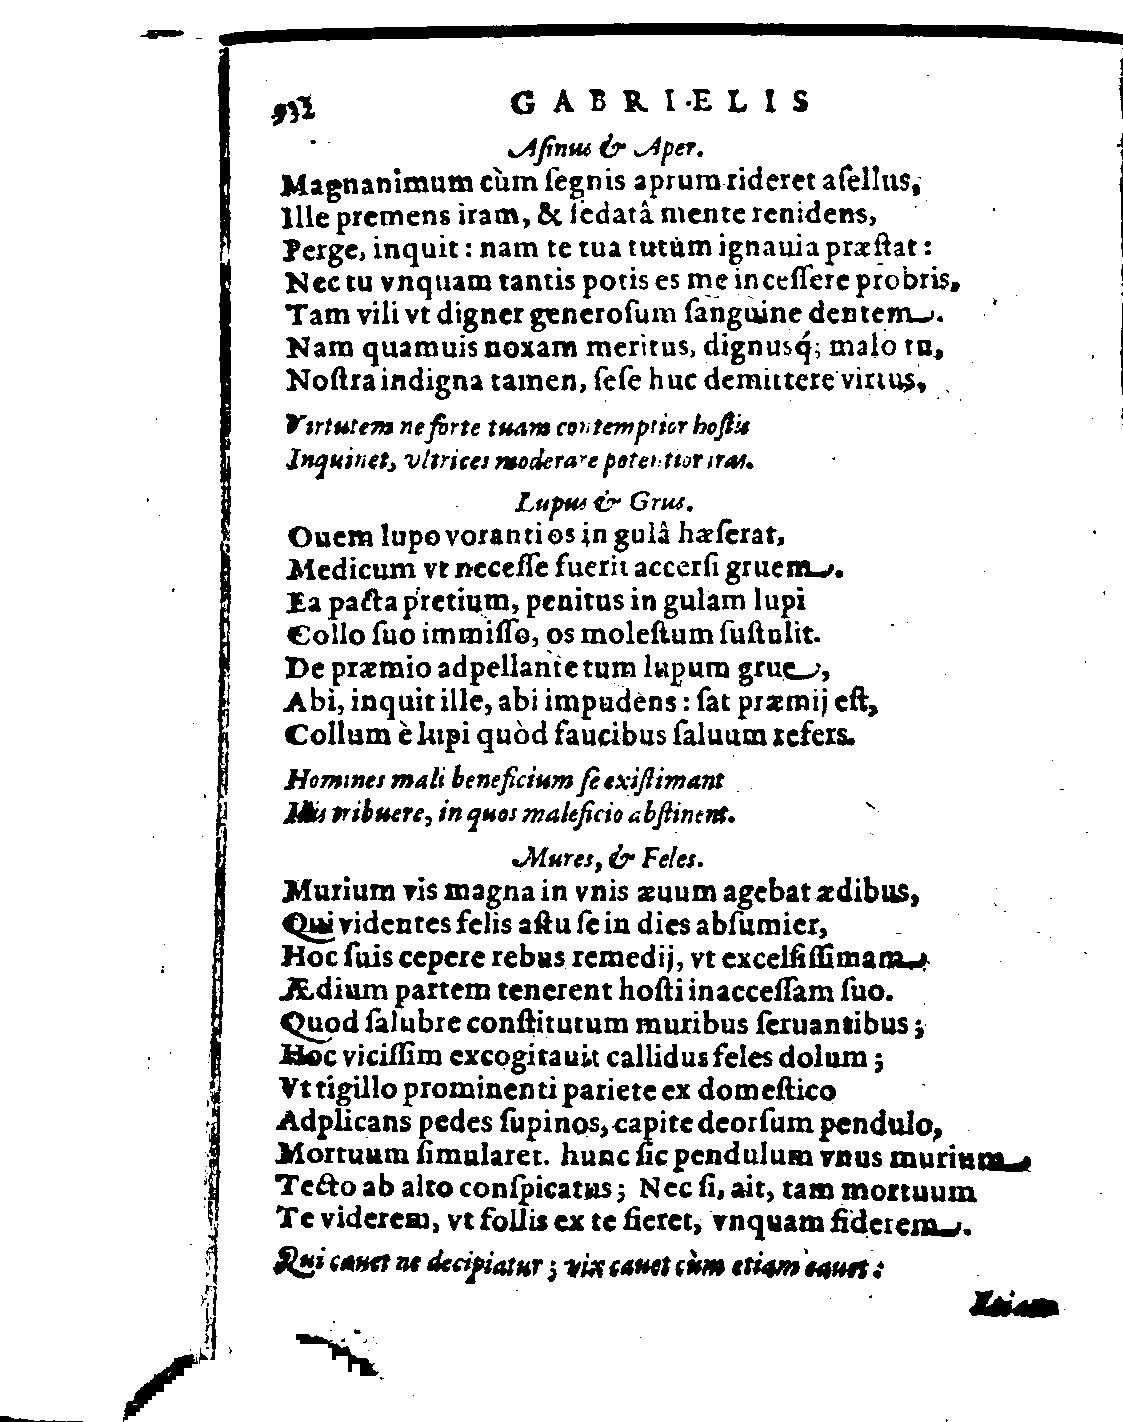 932 GABRIELIS
Aſinus & Aper.
Magnanimum cùm ſegnis aprum rideret aſellus,
Ille premens iram, & ſedatâ mente renidens,
Perge, inquit: nam te tua tutùm ignauia præſtat:
Nec tu vnquam tantis potis es me inceſſere probris,
Tam vili vt digner generoſum ſanguine dentem.
Nam quamuis noxam meritus, dignusq́; malo tu,
Noſtra indigna tamen, ſeſe huc demittere virtus,
Virtutem ne forte tuam contemptior hoſtis
Inquinet, vltrices moderare potentior iras.
Lupus & Grus.
Ouem lupo voranti os in gulâ hæſerat,
Medicum vt neceſſe fuerit accerſi gruem.
Ea pacta pretium, penitus in gulam lupi
Collo ſuo immiſſo, os moleſtum ſuſtulit.
De præmio adpellante tum lupum grue,
Abi, inquit ille, abi impudens: ſat præmij eſt,
Collum è lupi quòd faucibus ſaluum refers.
Homines mali beneficium ſe exiſtimant
Illis tribuere, in quos maleficio abſtinent.
Mures, & Feles.
Murium vis magna in vnis æuum agebat ædibus,
Qui videntes felis aſtu ſe in dies abſumier,
Hoc ſuis cepere rebus remedij, vt excelſiſſimam
Ædium partem tenerent hoſti inacceſſam ſuo.
Quod ſalubre conſtitutum muribus ſeruantibus;
Hoc viciſſim excogitauit callidus feles dolum;
Vt tigillo prominenti pariete ex domeſtico
Adplicans pedes ſupinos, capite deorſum pendulo,
Mortuum ſimularet. hunc ſic pendulum vnus murium
Tecto ab alto conſpicatus; Nec ſi, ait, tam mortuum
Te viderem, vt follis ex te fieret, vnquam fiderem.
Qui cauet ne decipiatur; vix cauet cùm etiam cauet:
Etiam